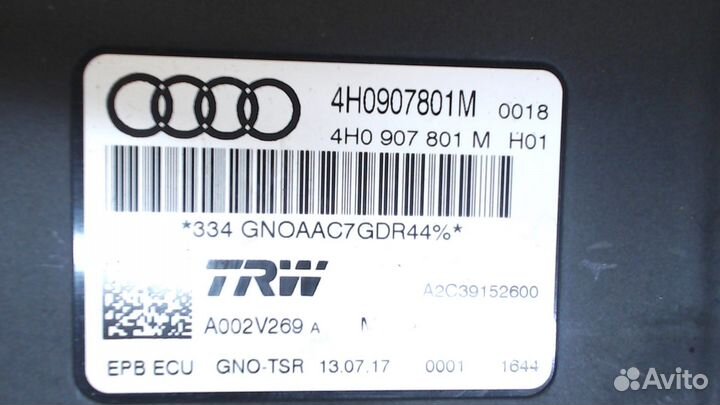 4H0907801M 0018
4H0 907 801 M H01
*334 GNOAAC7GDR44%*
TRW
A2C39152600
A002V269 A
EPB ECU GNO-TSR 13.07.17 0001 1644
Avito